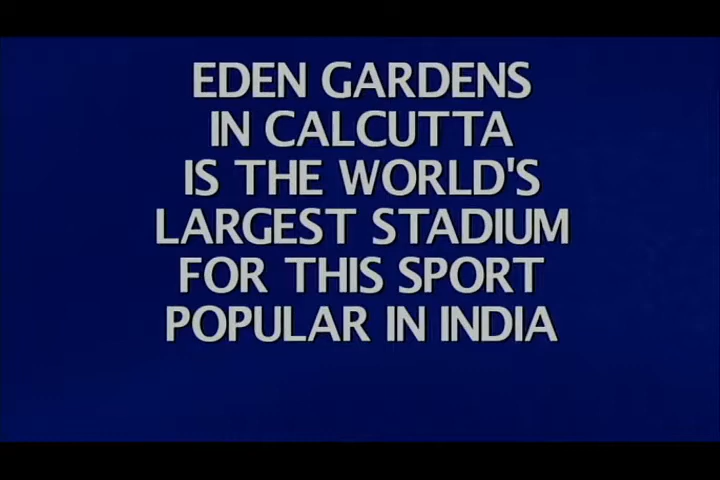 EDEN GARDENS
IN CALCUTTA
IS THE WORLD'S
LARGEST STADIUM
FOR THIS SPORT
POPULAR IN INDIA